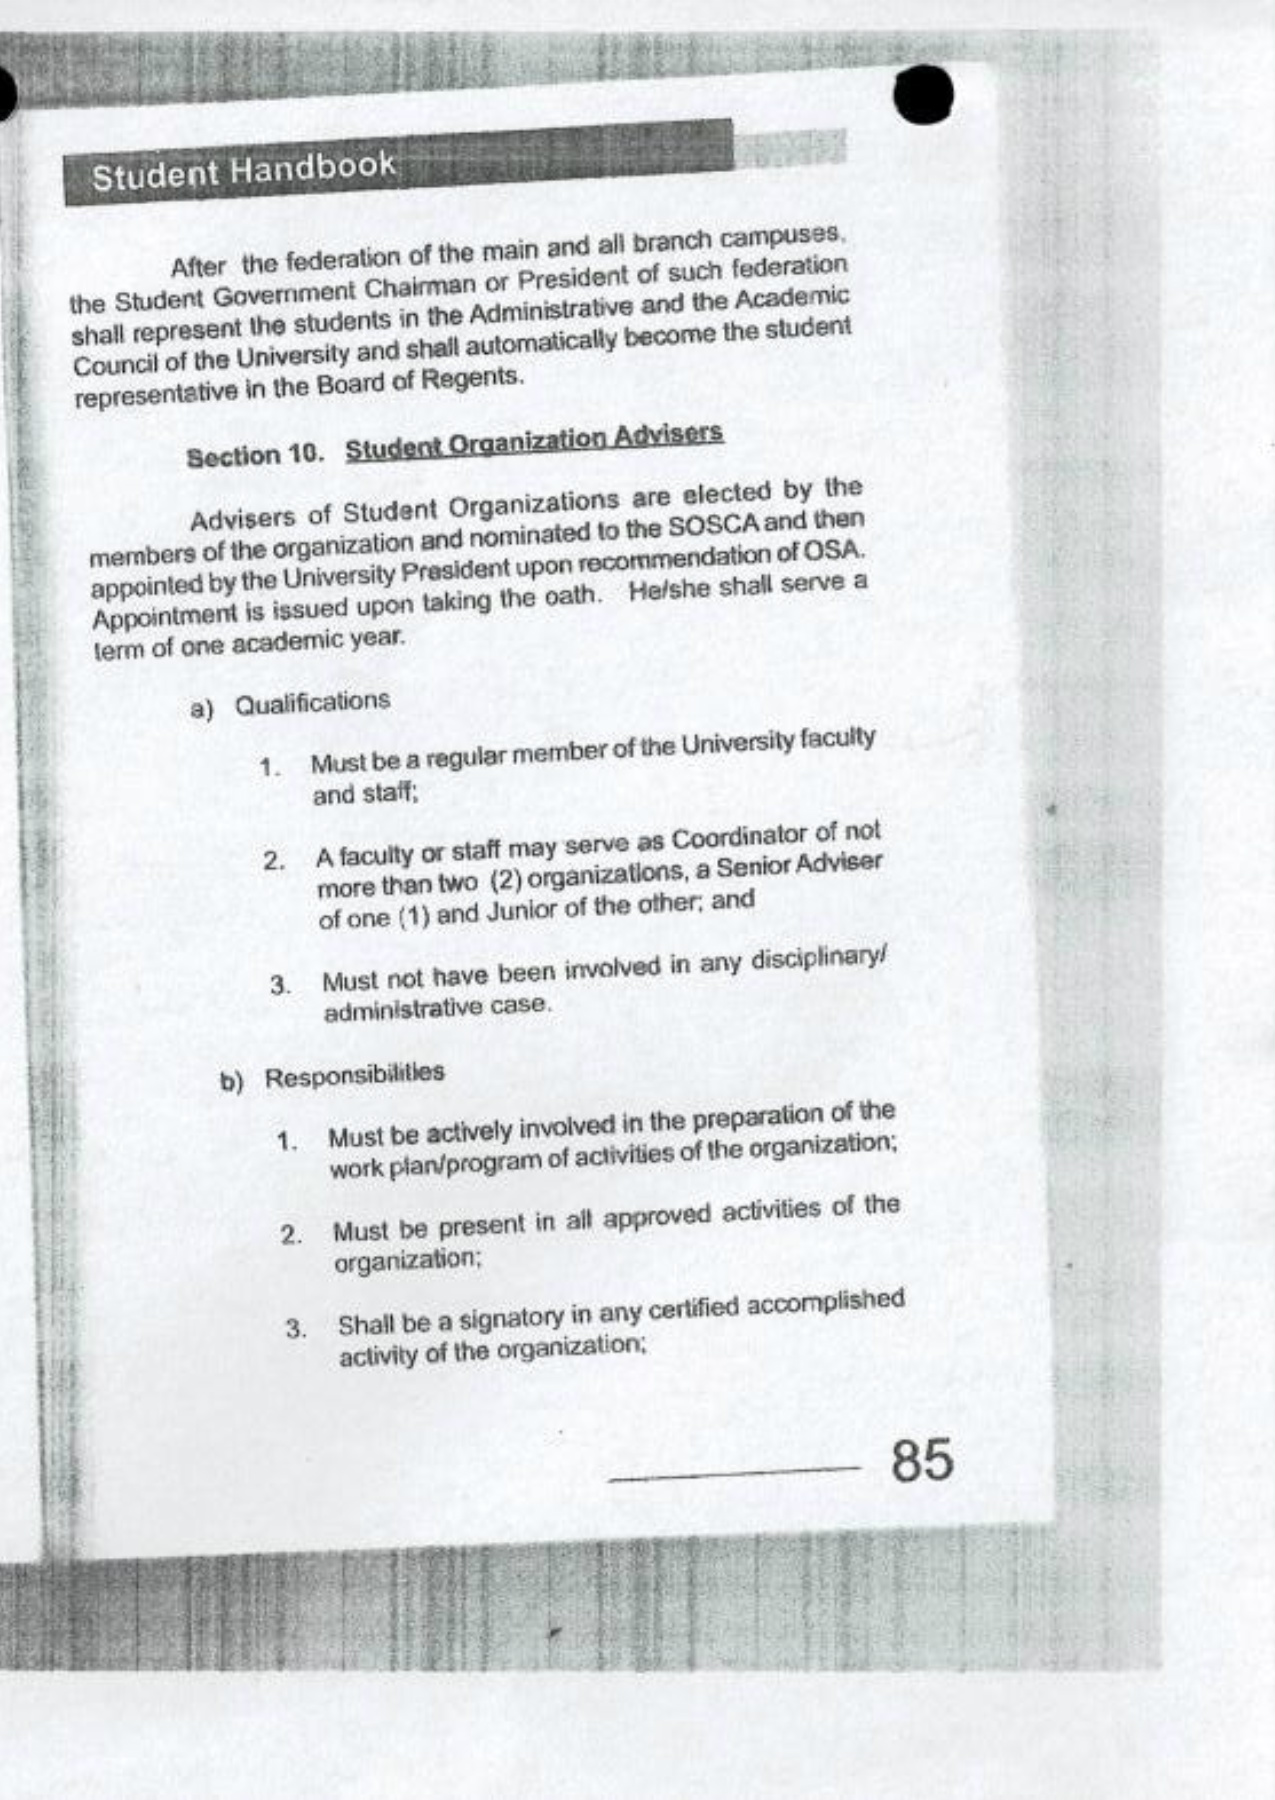 Student Handbook
After the federation of the main and all branch campuses,
the Student Government Chairman or President of such federation
shall represent the students in the Administrative and the Academic
Council of the University and shall automatically become the student
representative in the Board of Regents.
Section 10. Student Organization Advisers
Advisers of Student Organizations are elected by the
members of the organization and nominated to the SOSCA and then
appointed by the University President upon recommendation of OSA.
Appointment is issued upon taking the oath. He/she shall serve a
term of one academic year.
a) Qualifications
1. Must be a regular member of the University faculty
and staff;
2. A faculty or staff may serve as Coordinator of not
more than two (2) organizations, a Senior Adviser
of one (1) and Junior of the other; and
3. Must not have been involved in any disciplinary/
administrative case.
b) Responsibilities
1. Must be actively involved in the preparation of the
work plan/program of activities of the organization;
2. Must be present in all approved activities of the
organization;
3. Shall be a signatory in any certified accomplished
activity of the organization;
85